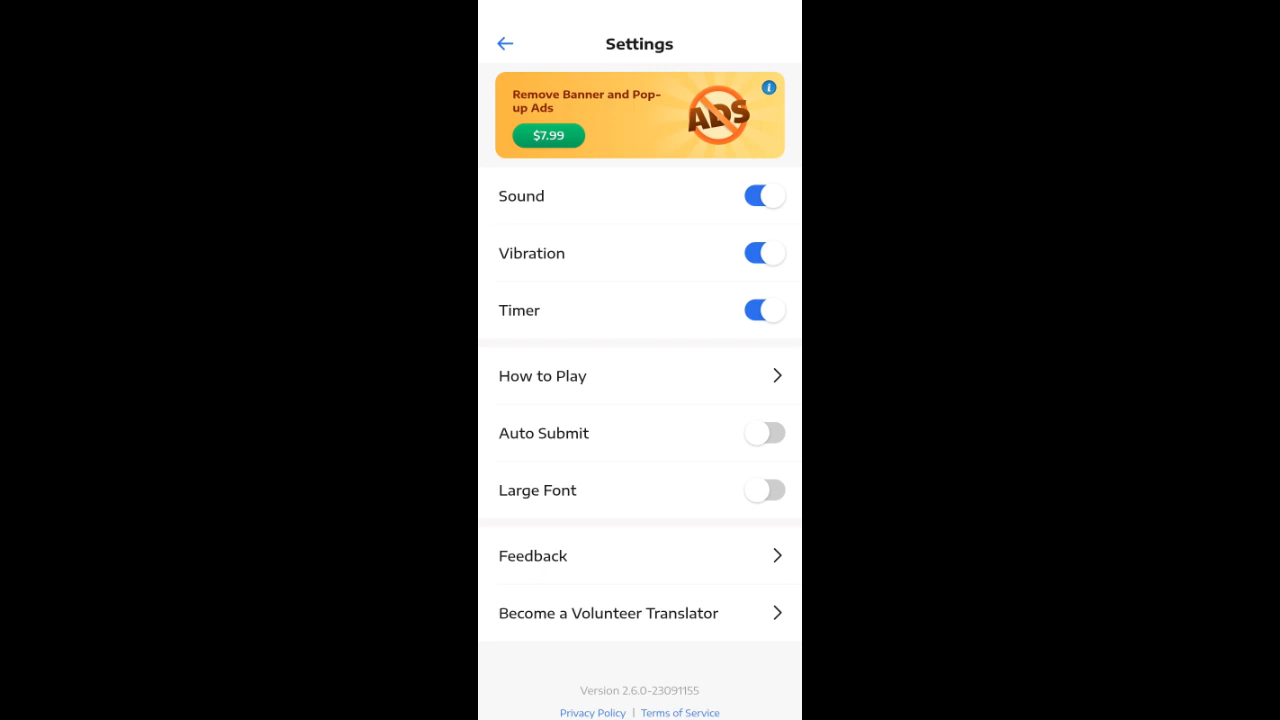 Settings
Remove Banner and Pop-
up Ads
ADS
i
$7.99
Sound
Vibration
Timer
How to Play
Auto Submit
Large Font
Feedback
Become a Volunteer Translator
Version 2.6.0-23091155
Privacy Policy | Terms of Service